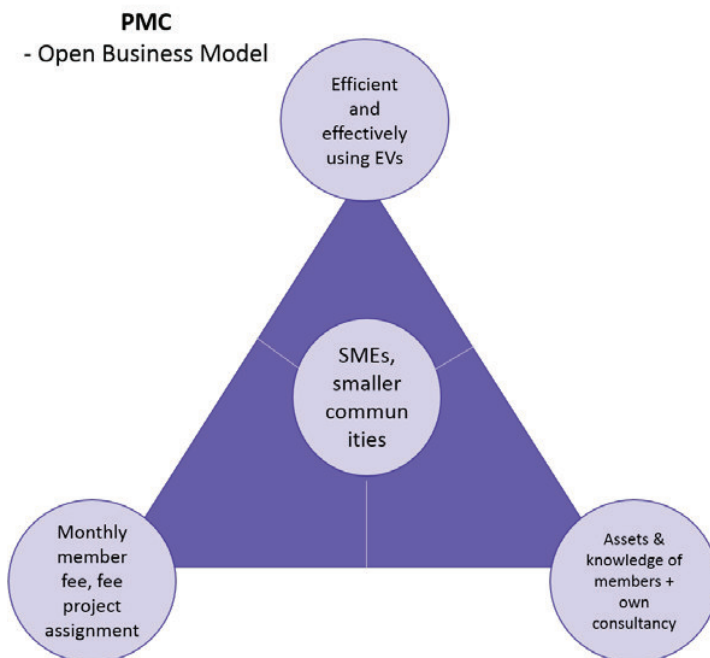 PMC
- Open Business Model
Efficient
and
effectively
using EVs
SMEs,
smaller
commun
ities
Monthly
member
fee, fee
project
assignment
Assets &
knowledge of
members +
own
consultancy